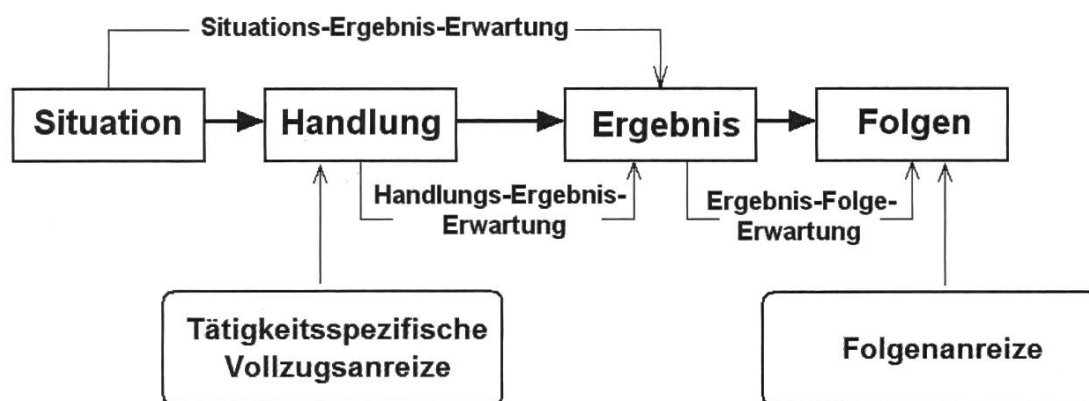 Situations-Ergebnis-Erwartung
Situation
Handlung
Ergebnis
Folgen
Handlungs-Ergebnis-
Erwartung
Ergebnis-Folge-
Erwartung
Tätigkeitsspezifische
Vollzugsanreize
Folgenanreize